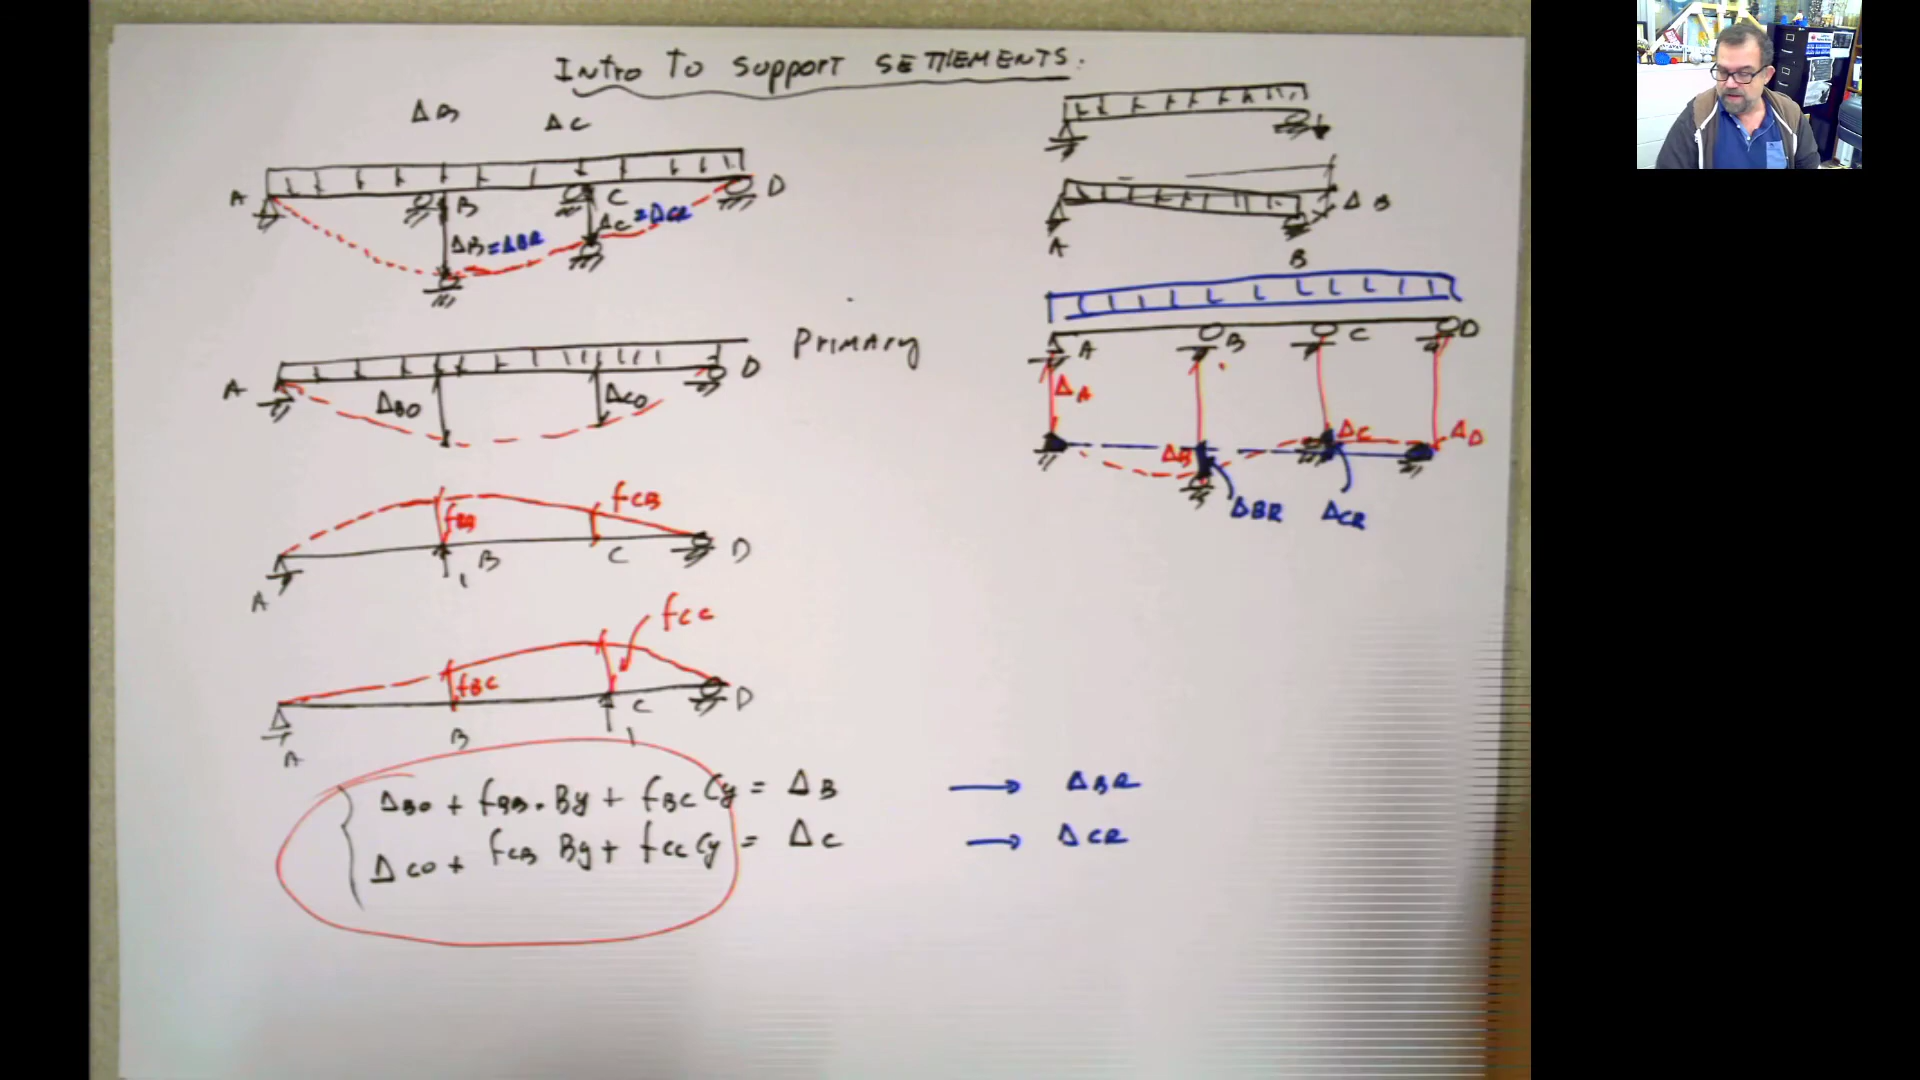 Intro To Support SETTLEMENTS.
ΔB
ΔC
A
B
C
D
ΔB = ΔBR
ΔC = ΔCR
Primary
A
ΔBO
ΔCO
D
fBB
fCB
A
1
B
C
D
fCC
fBC
A
B
C
1
D
ΔBO + fBB . By + fBC Cy = ΔB → ΔBR
ΔCO + fCB By + fCC Cy = ΔC → ΔCR
ΔB
A
B
A
B
C
D
ΔA
ΔB
ΔC
ΔD
ΔBR
ΔCR